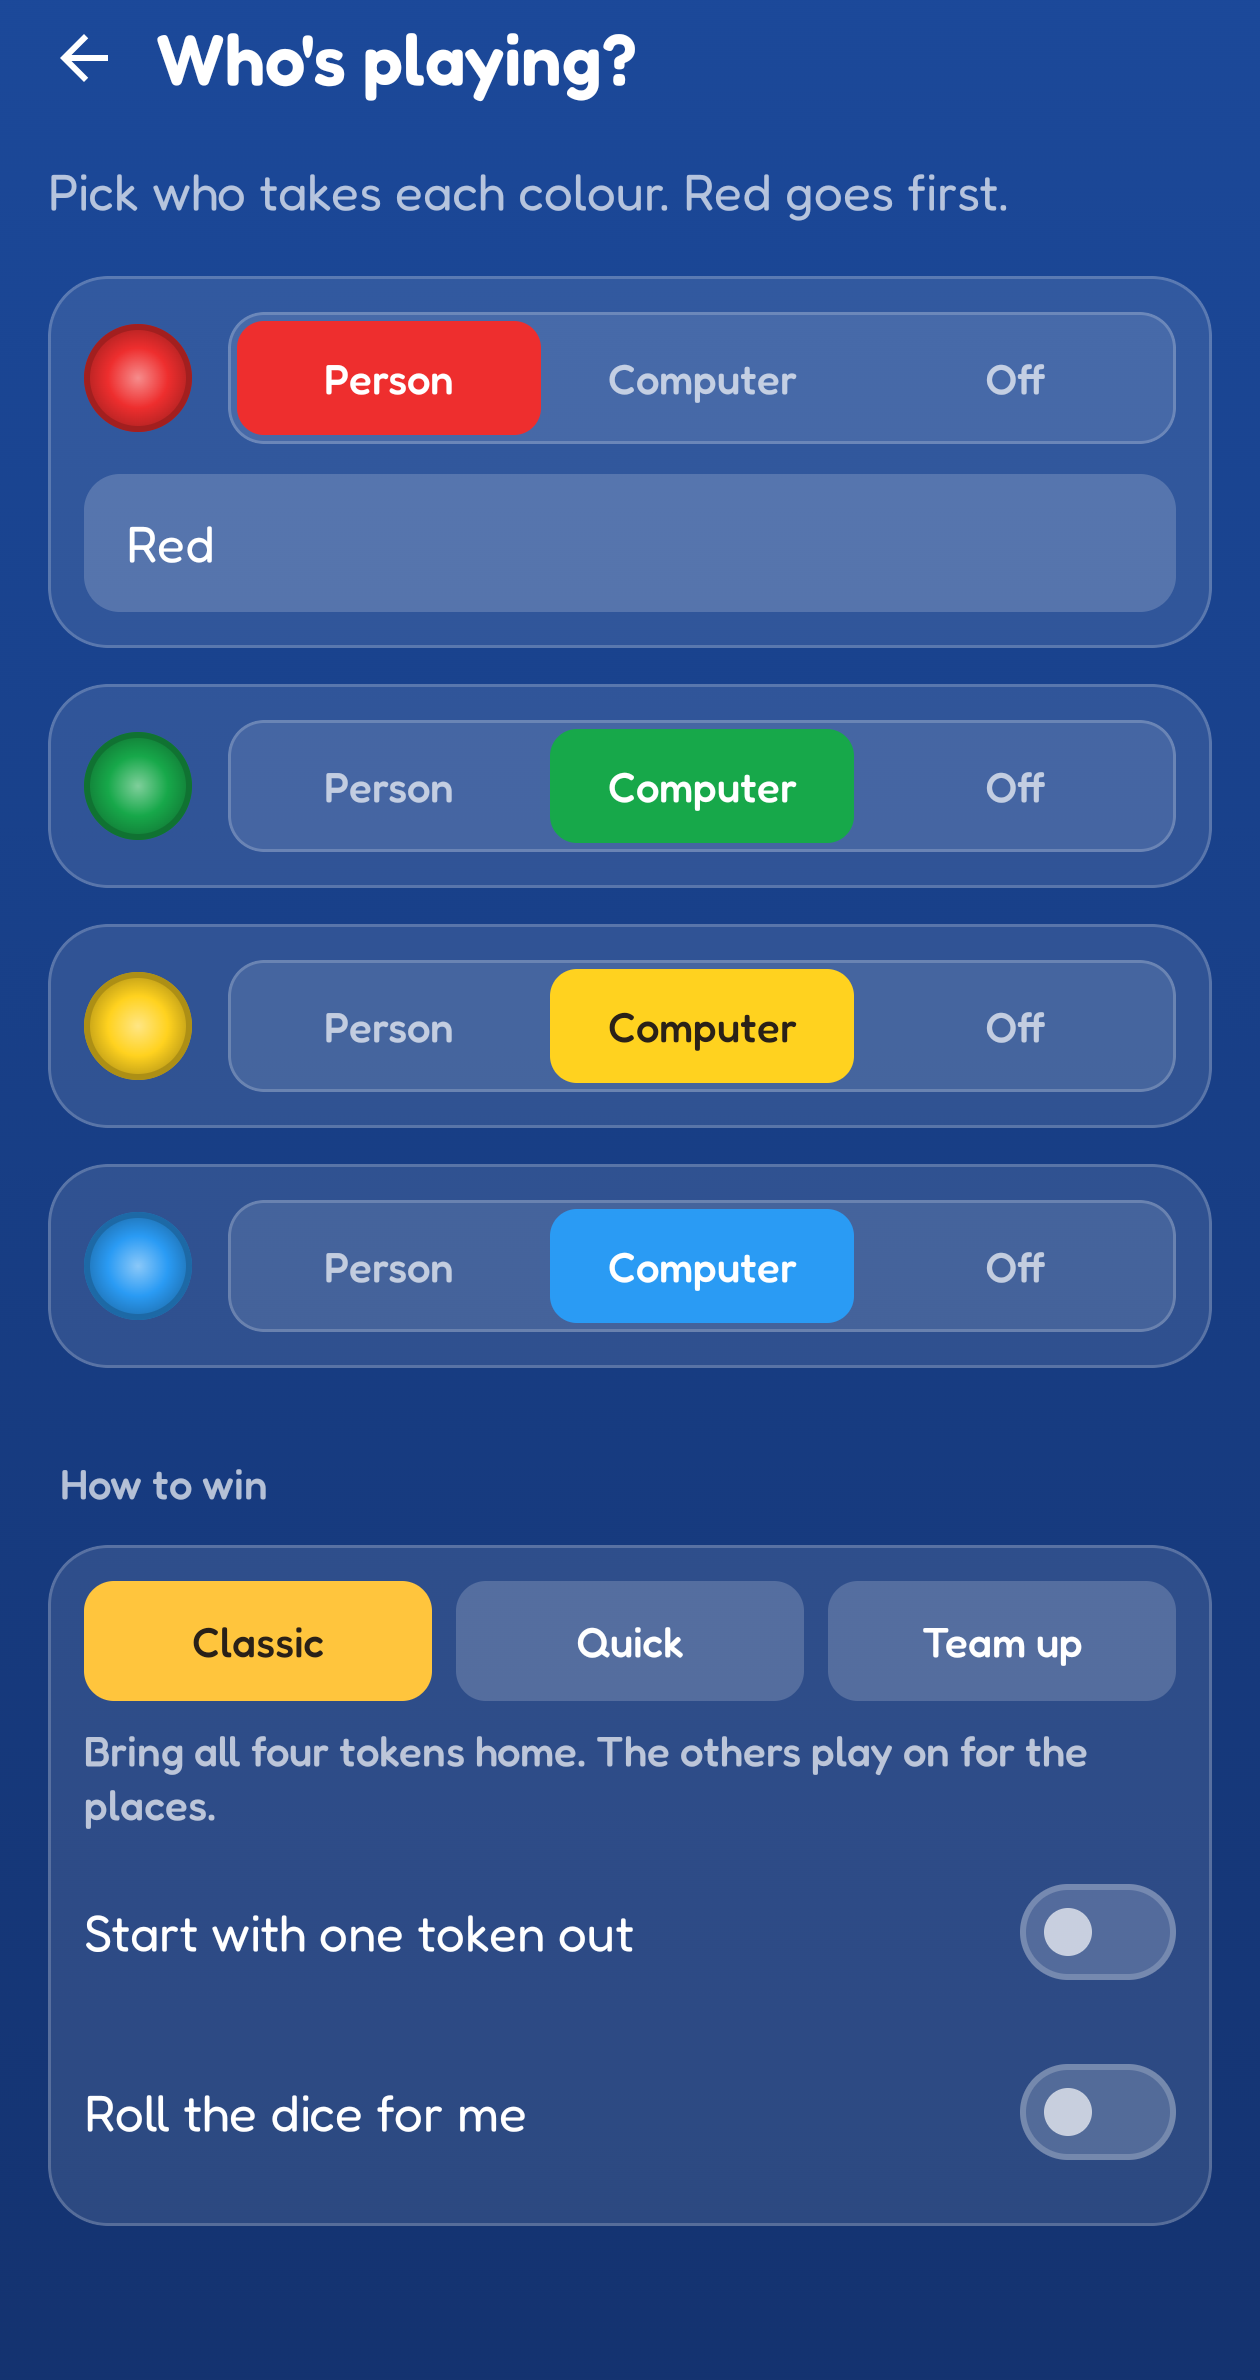 Who's playing?
Pick who takes each colour. Red goes first.
Person Computer Off
Red
Person Computer Off
Person Computer Off
Person Computer Off
How to win
Classic Quick Team up
Bring all four tokens home. The others play on for the
places.
Start with one token out
Roll the dice for me